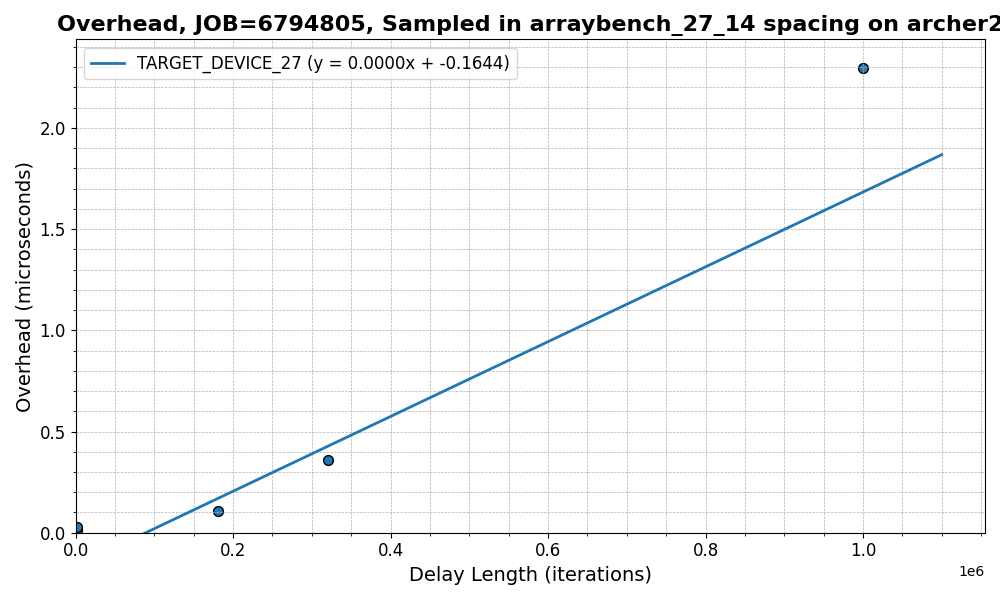 Overhead, JOB=6794805, Sampled in arraybench_27_14 spacing on archer2
TARGET_DEVICE_27 (y = 0.0000x + -0.1644)
Overhead (microseconds)
2.0
1.5
1.0
0.5
0.0
0.0 0.2 0.4 0.6 0.8 1.0
1e6
Delay Length (iterations)